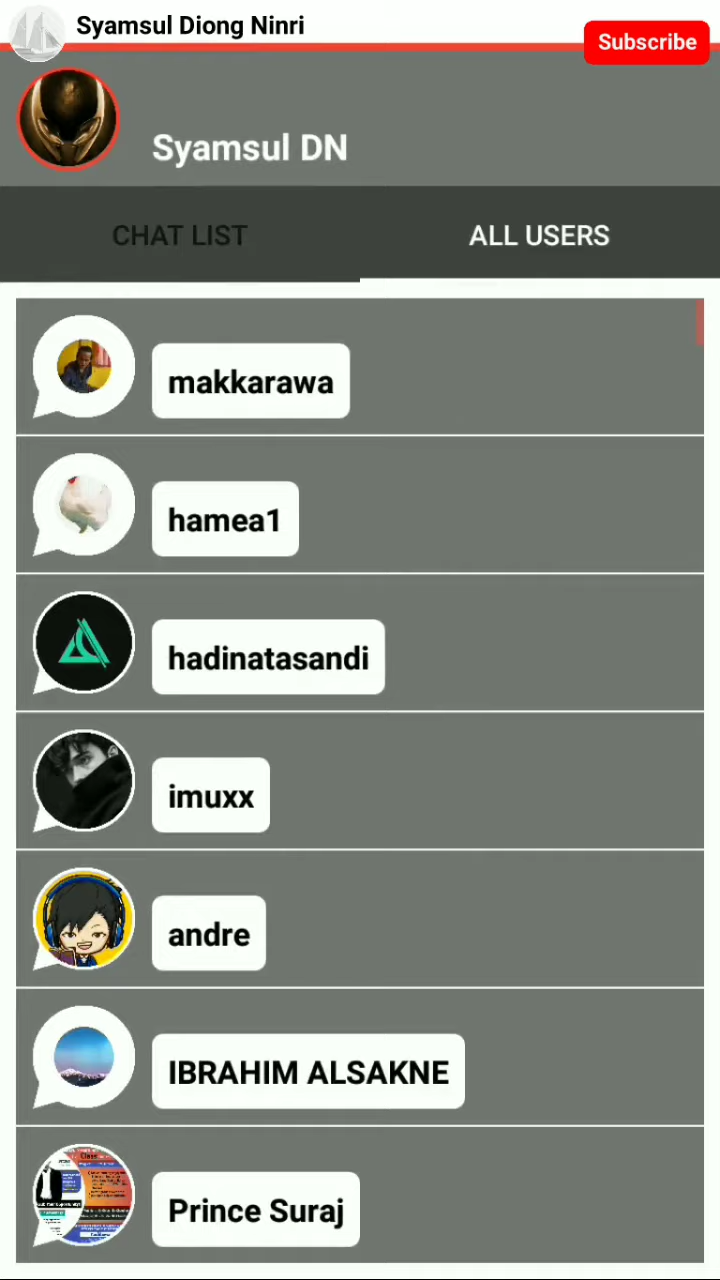 Syamsul Diong Ninri
Subscribe
Syamsul DN
CHAT LIST
ALL USERS
makkarawa
hamea1
hadinatasandi
imuxx
andre
IBRAHIM ALSAKNE
Class
Prince Suraj